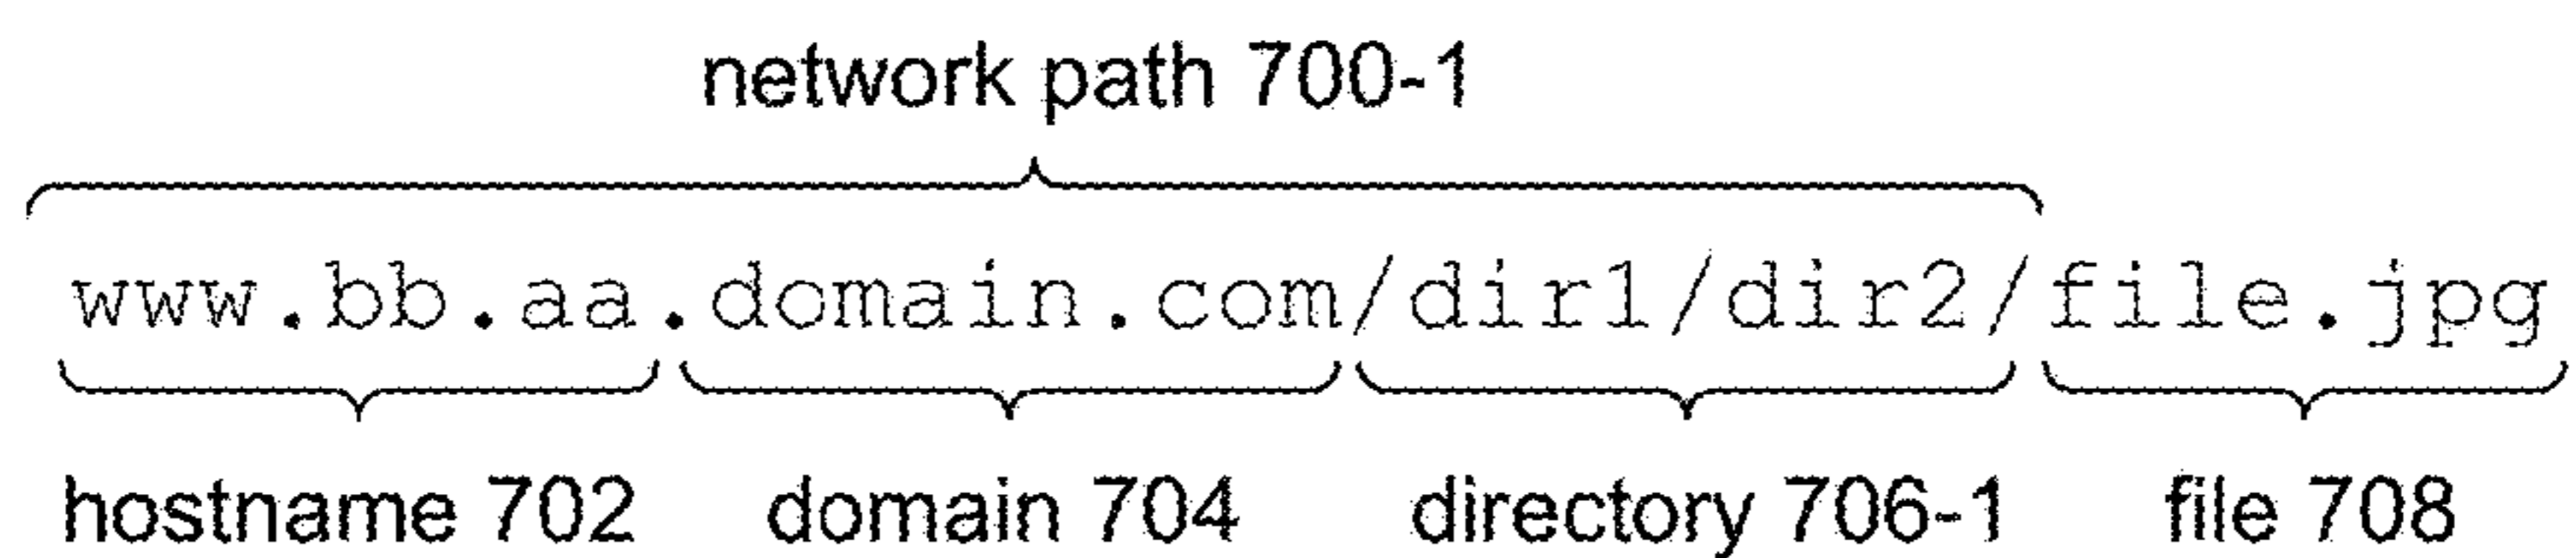 network path 700-1
www.bb.aa.domain.com/dir1/dir2/file.jpg
hostname 702 domain 704 directory 706-1 file 708